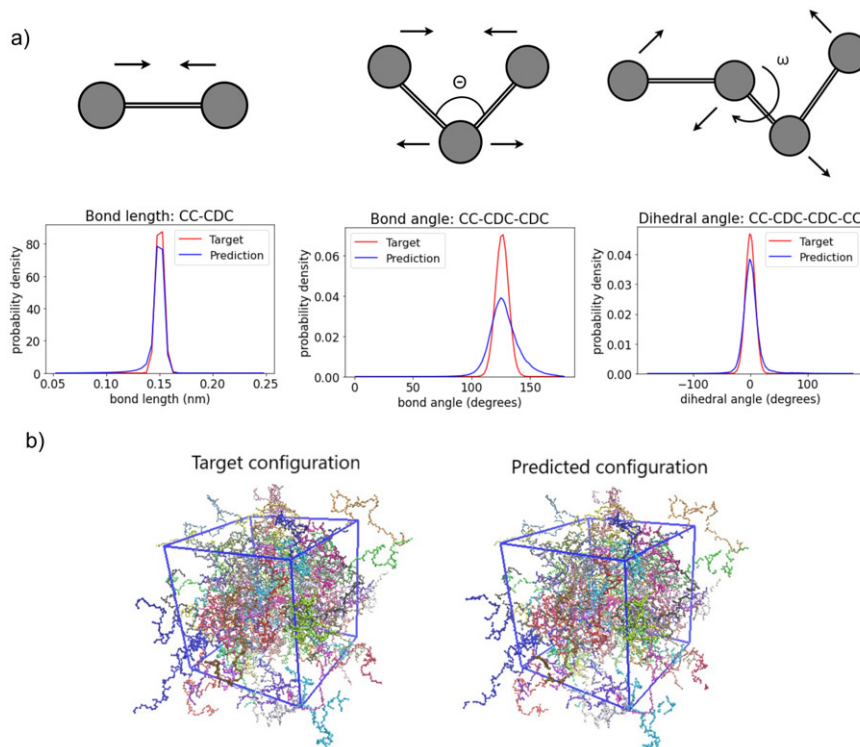 a)
Θ
ω
Bond length: CC-CDC
probability density
80
60
40
20
0
Target
Prediction
0.05
0.10
0.15
0.20
0.25
bond length (nm)
Bond angle: CC-CDC-CDC
probability density
0.06
0.04
0.02
0.00
Target
Prediction
0
50
100
150
bond angle (degrees)
Dihedral angle: CC-CDC-CDC-CC
probability density
0.04
0.03
0.02
0.01
0.00
Target
Prediction
−100
0
100
dihedral angle (degrees)
b)
Target configuration
Predicted configuration